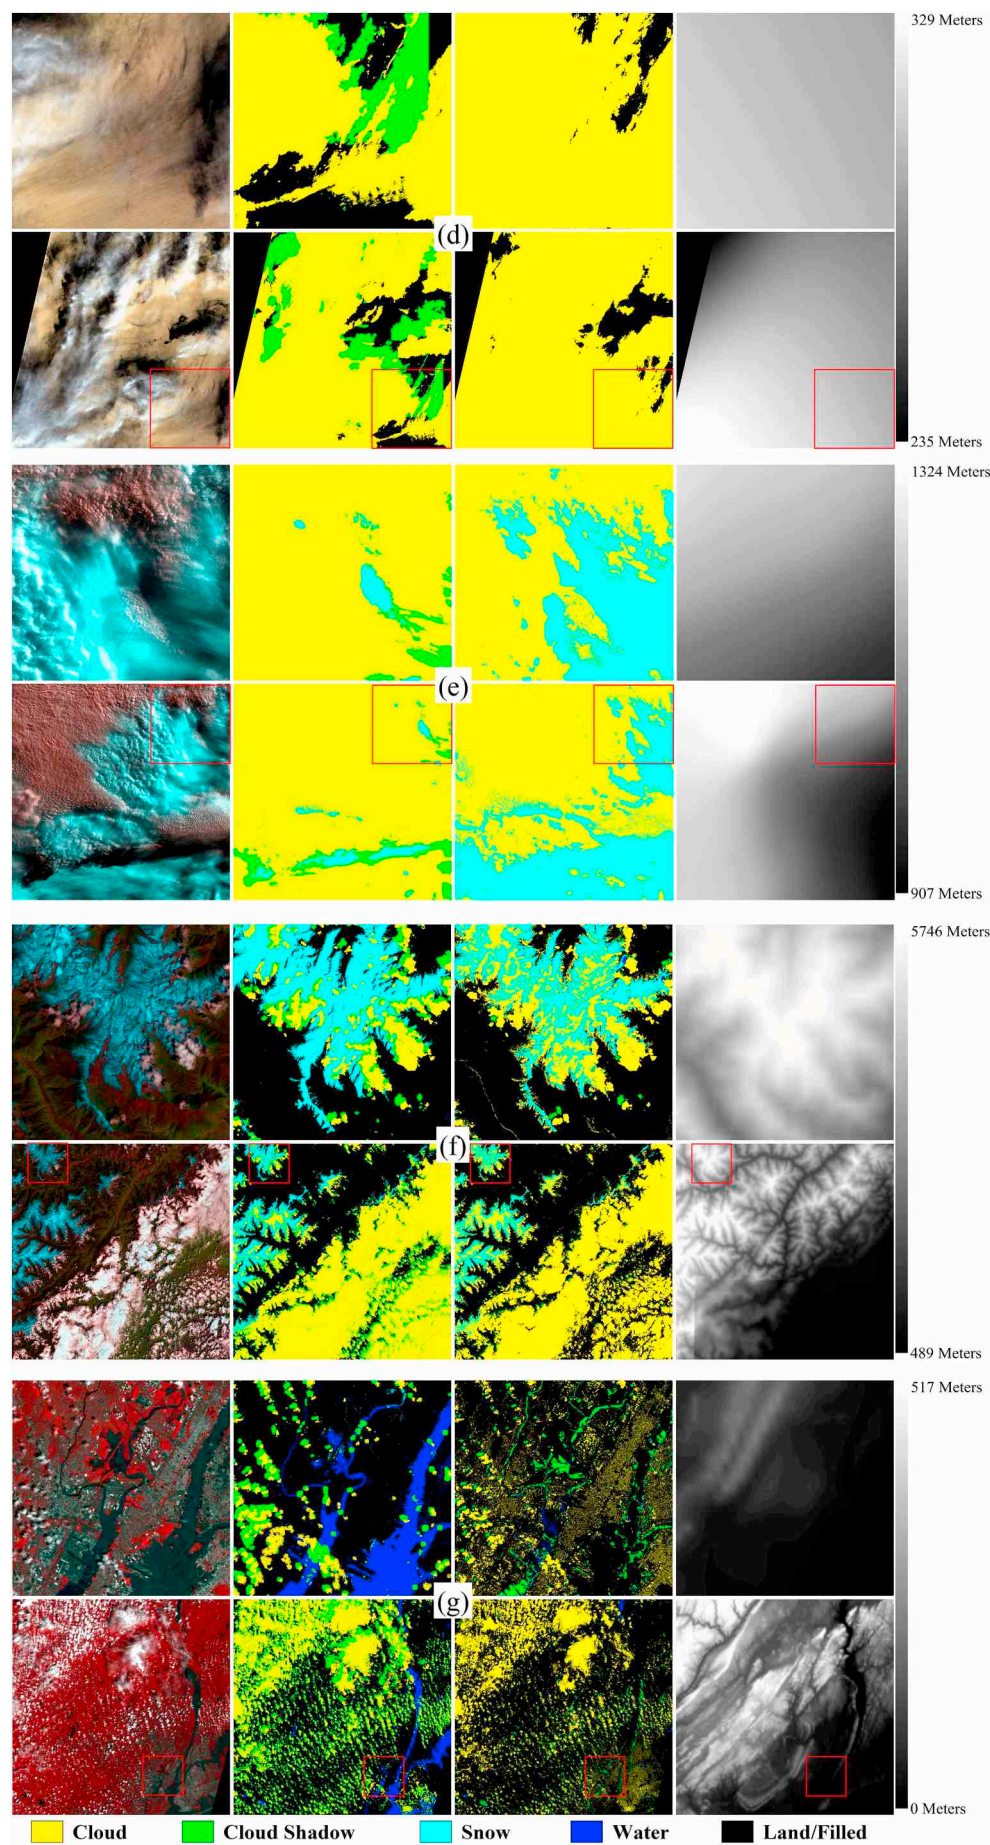 329 Meters
(d)
235 Meters
1324 Meters
(e)
907 Meters
5746 Meters
(f)
489 Meters
517 Meters
(g)
0 Meters
Cloud Cloud Shadow Snow Water Land/Filled